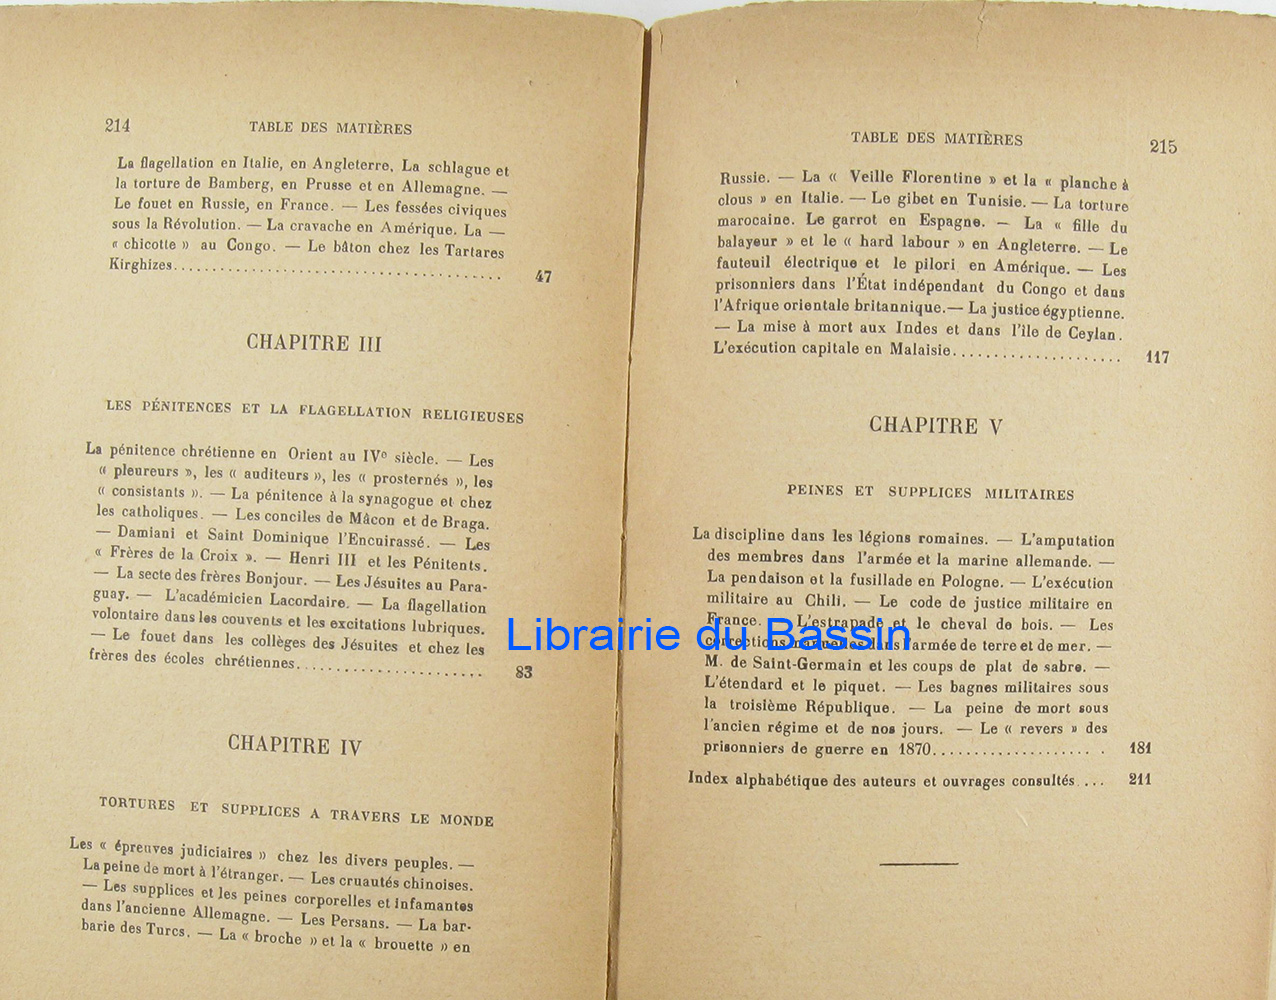 214
TABLE DES MATIÈRES
La flagellation en Italie, en Angleterre, La schlague et
la torture de Bamberg, en Prusse et en Allemagne. —
Le fouet en Russie, en France. — Les fessées civiques
sous la Révolution. — La cravache en Amérique. La —
« chicotte » au Congo. — Le bâton chez les Tartares
Kirghizes........................................ 47
CHAPITRE III
LES PÉNITENCES ET LA FLAGELLATION RELIGIEUSES
La pénitence chrétienne en Orient au IVe siècle. — Les
« pleureurs », les « auditeurs », les « prosternés », les
« consistants ». — La pénitence à la synagogue et chez
les catholiques. — Les conciles de Mâcon et de Braga.
— Damiani et Saint Dominique l'Encuirassé. — Les
« Frères de la Croix ». — Henri III et les Pénitents.
— La secte des frères Bonjour. — Les Jésuites au Para-
guay. — L'académicien Lacordaire. — La flagellation
volontaire dans les couvents et les excitations lubriques.
— Le fouet dans les collèges des Jésuites et chez les
frères des écoles chrétiennes...................... 83
CHAPITRE IV
TORTURES ET SUPPLICES A TRAVERS LE MONDE
Les « épreuves judiciaires » chez les divers peuples. —
La peine de mort à l'étranger. — Les cruautés chinoises.
— Les supplices et les peines corporelles et infamantes
dans l'ancienne Allemagne. — Les Persans. — La bar-
barie des Turcs. — La « broche » et la « brouette » en
TABLE DES MATIÈRES
215
Russie. — La « Veille Florentine » et la « planche à
clous » en Italie. — Le gibet en Tunisie. — La torture
marocaine. Le garrot en Espagne. — La « fille du
balayeur » et le « hard labour » en Angleterre. — Le
fauteuil électrique et le pilori en Amérique. — Les
prisonniers dans l'État indépendant du Congo et dans
l'Afrique orientale britannique. — La justice égyptienne.
— La mise à mort aux Indes et dans l'île de Ceylan.
L'exécution capitale en Malaisie..................... 117
CHAPITRE V
PEINES ET SUPPLICES MILITAIRES
La discipline dans les légions romaines. — L'amputation
des membres dans l'armée et la marine allemande. —
La pendaison et la fusillade en Pologne. — L'exécution
militaire au Chili. — Le code de justice militaire en
France. — L'estrapade et le cheval de bois. — Les
corrections manuelles dans l'armée de terre et de mer. —
M. de Saint-Germain et les coups de plat de sabre. —
L'étendard et le piquet. — Les bagnes militaires sous
la troisième République. — La peine de mort sous
l'ancien régime et de nos jours. — Le « revers » des
prisonniers de guerre en 1870..................... 181
Index alphabétique des auteurs et ouvrages consultés.... 211
Librairie du Bassin